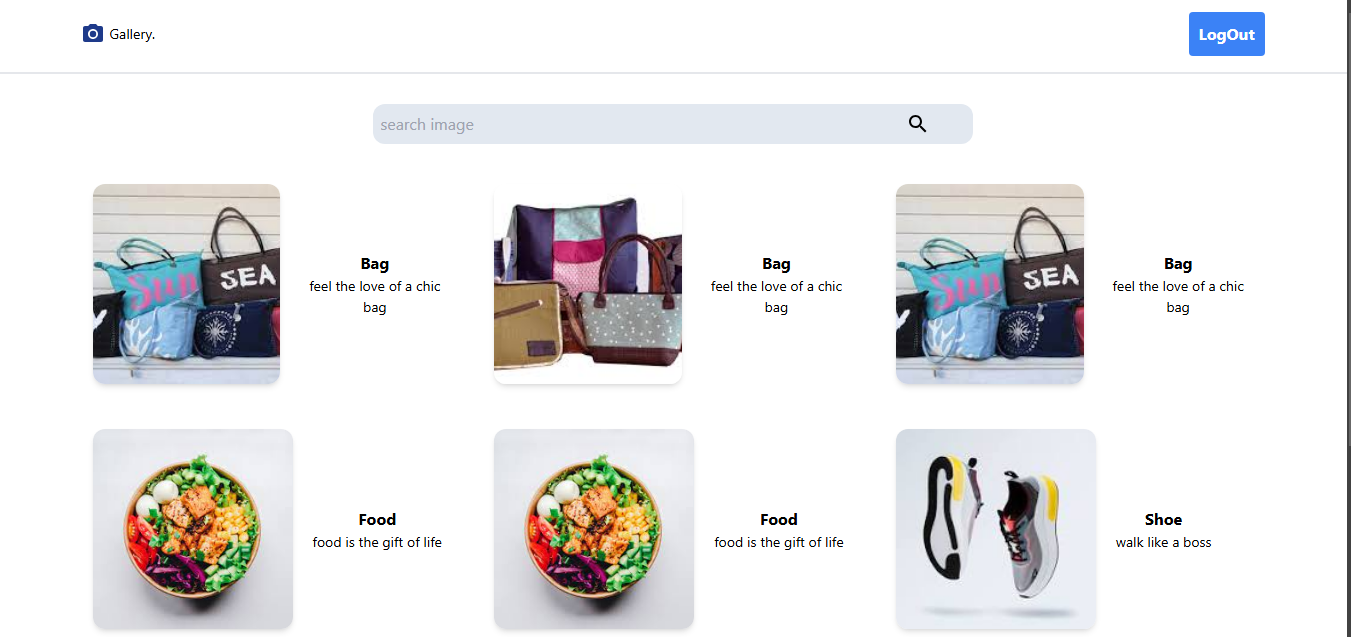 Gallery.
LogOut
search image
Sun
SEA
Bag
feel the love of a chic
bag
Bag
feel the love of a chic
bag
Sun
SEA
Bag
feel the love of a chic
bag
Food
food is the gift of life
Food
food is the gift of life
Shoe
walk like a boss